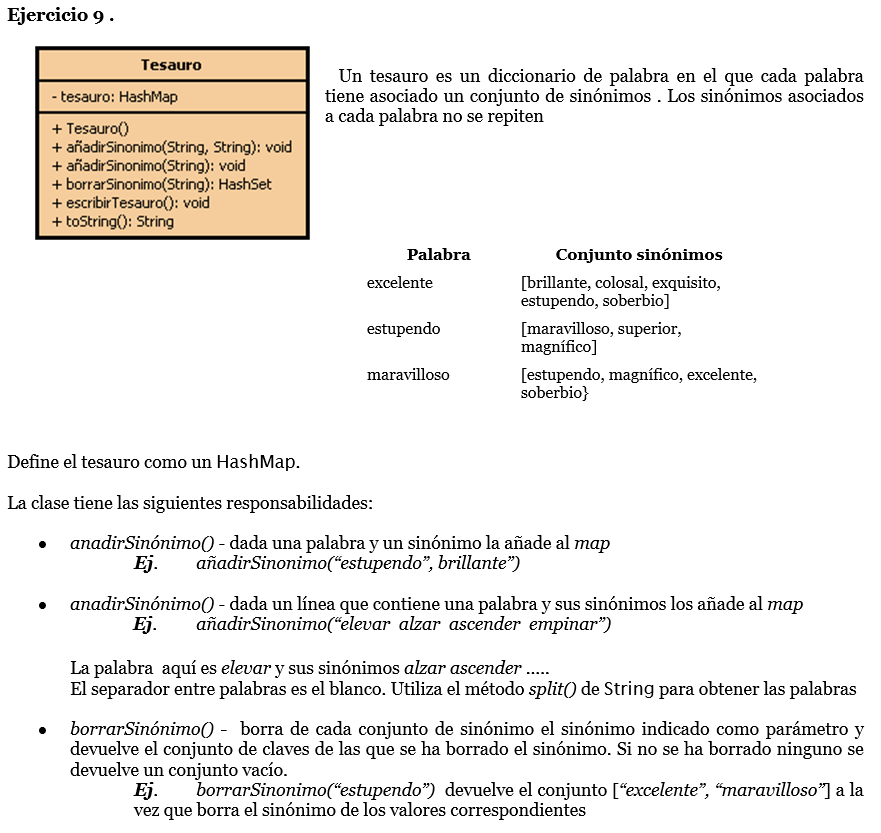 Ejercicio 9 .
Tesauro
- tesauro: HashMap
+ Tesauro()
+ añadirSinonimo(String, String): void
+ añadirSinonimo(String): void
+ borrarSinonimo(String): HashSet
+ escribirTesauro(): void
+ toString(): String
Un tesauro es un diccionario de palabra en el que cada palabra
tiene asociado un conjunto de sinónimos . Los sinónimos asociados
a cada palabra no se repiten
Palabra Conjunto sinónimos
excelente [brillante, colosal, exquisito,
estupendo, soberbio]
estupendo [maravilloso, superior,
magnífico]
maravilloso [estupendo, magnífico, excelente,
soberbio}
Define el tesauro como un HashMap.
La clase tiene las siguientes responsabilidades:
● anadirSinónimo() - dada una palabra y un sinónimo la añade al map
Ej. añadirSinonimo(“estupendo”, brillante”)
● anadirSinónimo() - dada un línea que contiene una palabra y sus sinónimos los añade al map
Ej. añadirSinonimo(“elevar alzar ascender empinar”)
La palabra aquí es elevar y sus sinónimos alzar ascender .....
El separador entre palabras es el blanco. Utiliza el método split() de String para obtener las palabras
● borrarSinónimo() - borra de cada conjunto de sinónimo el sinónimo indicado como parámetro y
devuelve el conjunto de claves de las que se ha borrado el sinónimo. Si no se ha borrado ninguno se
devuelve un conjunto vacío.
Ej. borrarSinonimo(“estupendo”) devuelve el conjunto [“excelente”, “maravilloso”] a la
vez que borra el sinónimo de los valores correspondientes